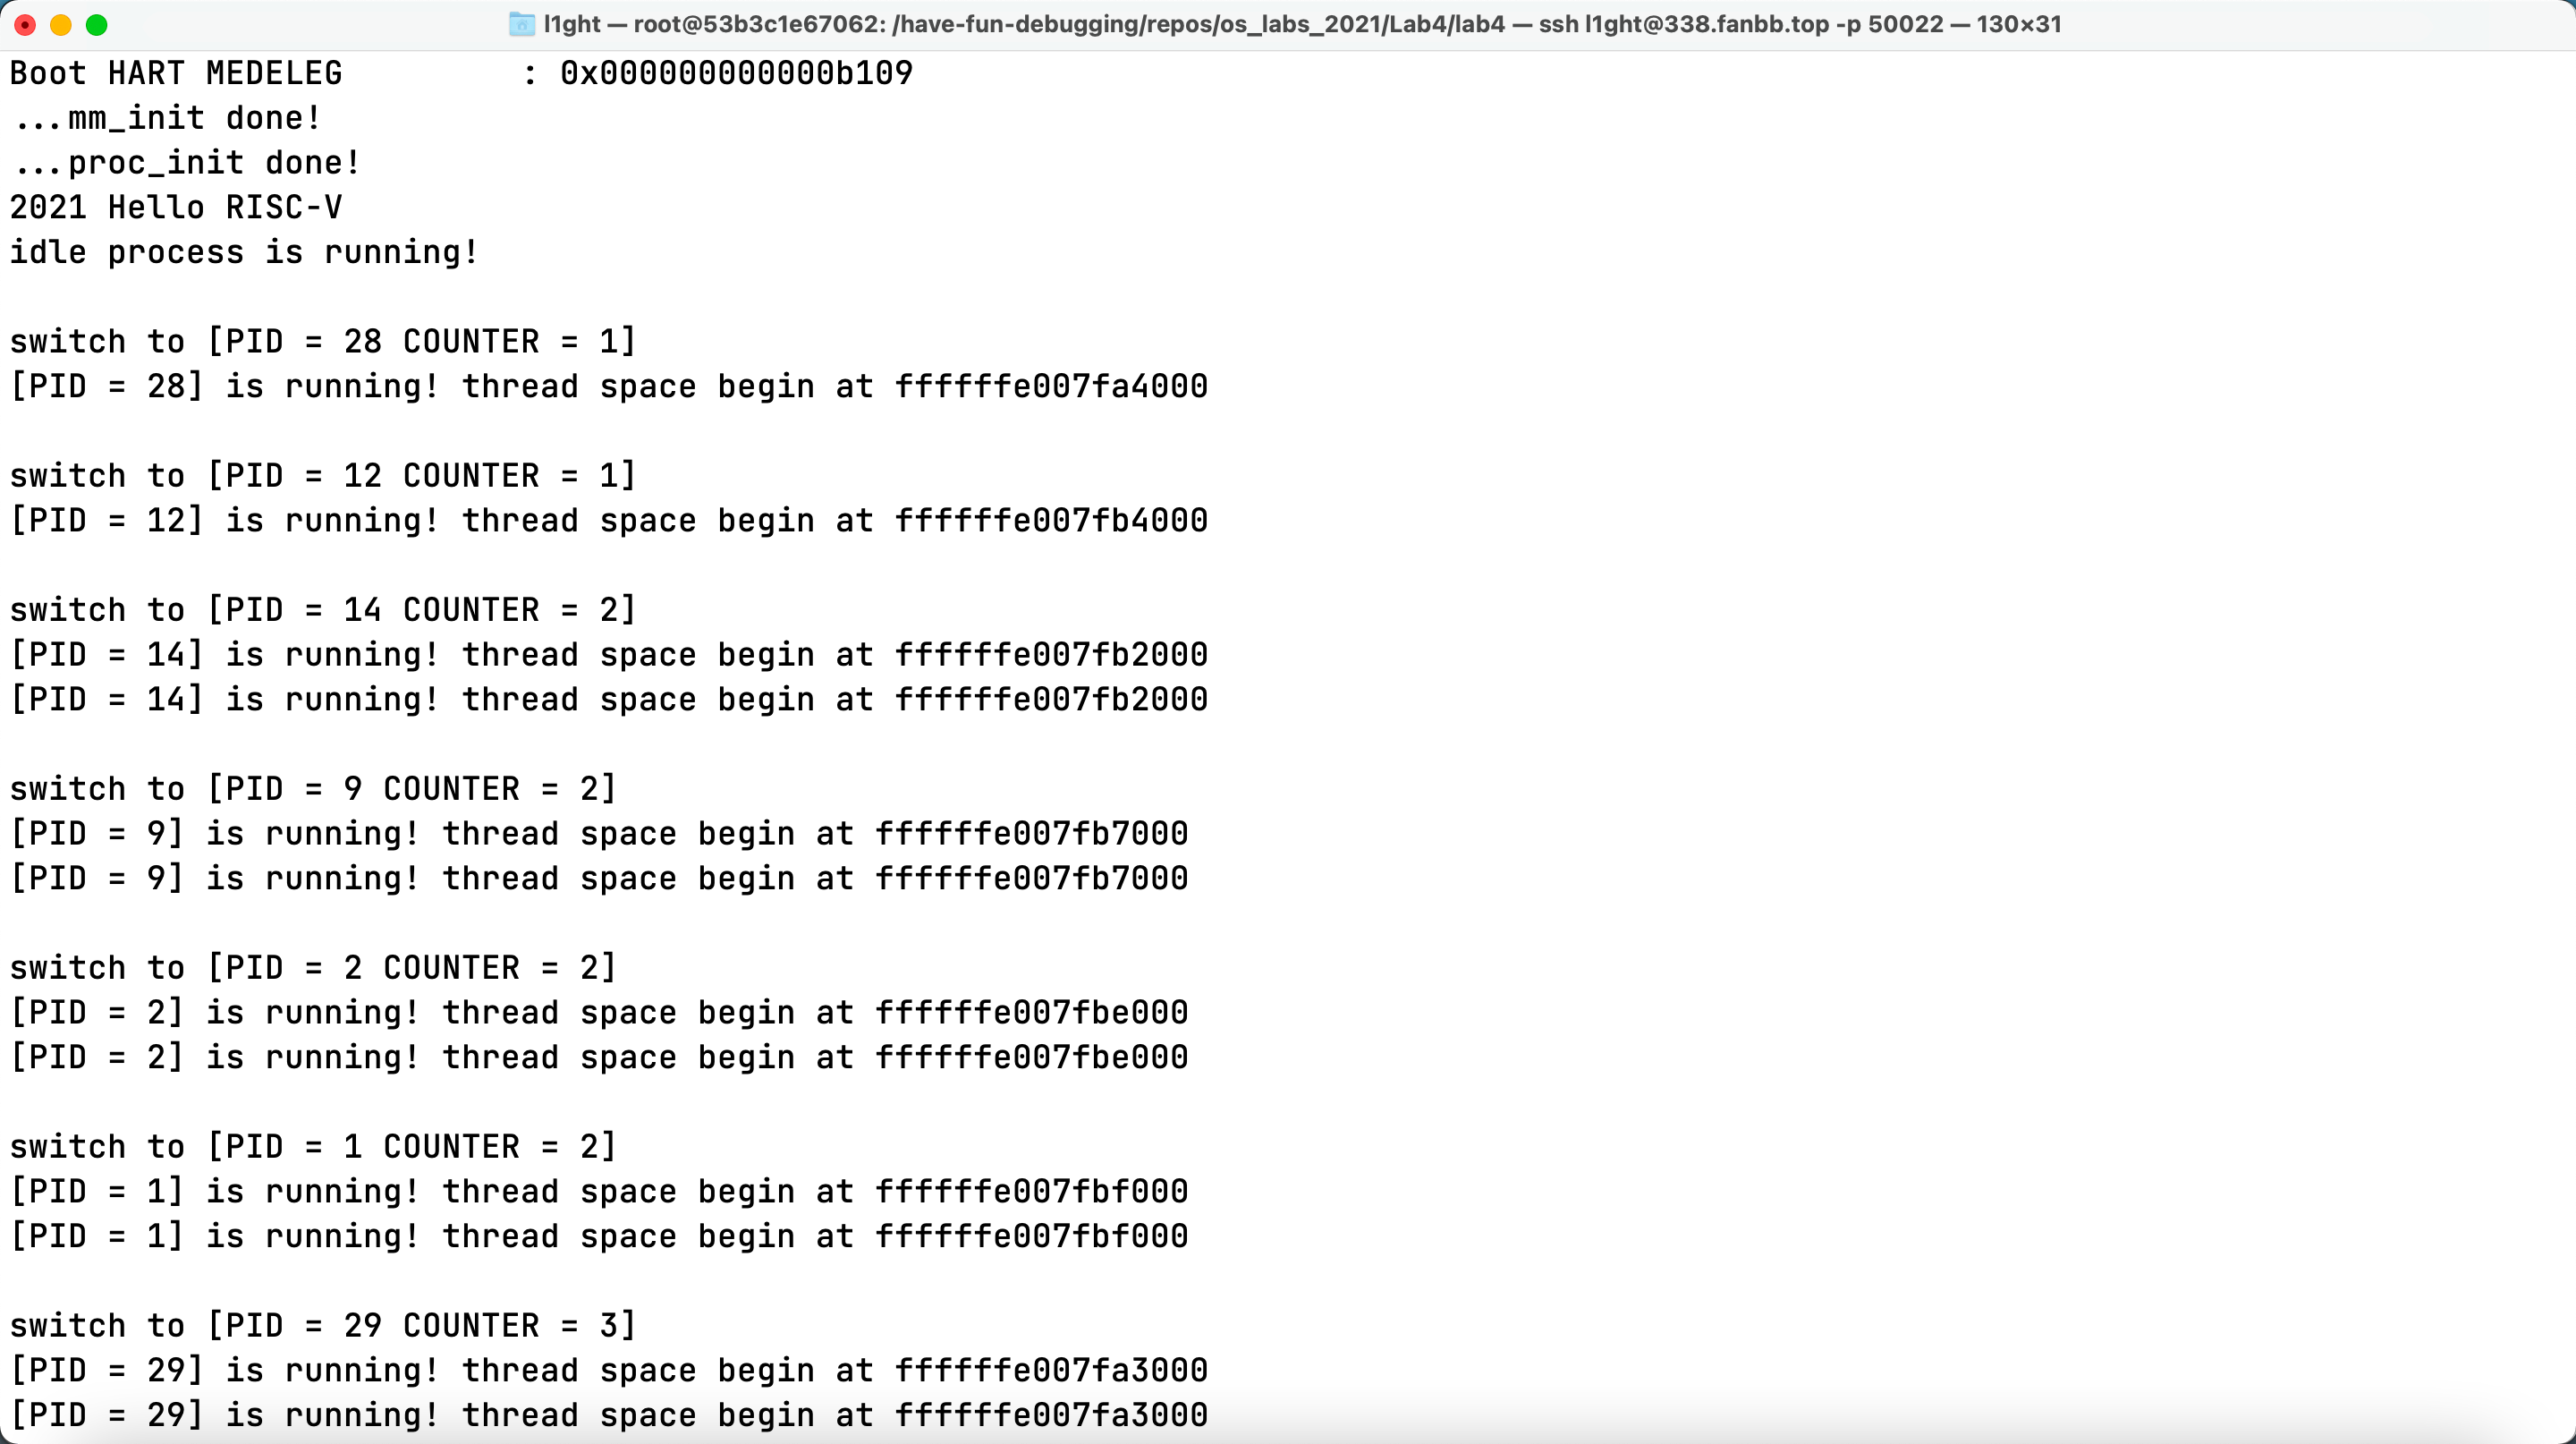 l1ght — root@53b3c1e67062: /have-fun-debugging/repos/os_labs_2021/Lab4/lab4 — ssh l1ght@338.fanbb.top -p 50022 — 130×31
Boot HART MEDELEG         : 0x000000000000b109
...mm_init done!
...proc_init done!
2021 Hello RISC-V
idle process is running!
switch to [PID = 28 COUNTER = 1]
[PID = 28] is running! thread space begin at ffffffe007fa4000
switch to [PID = 12 COUNTER = 1]
[PID = 12] is running! thread space begin at ffffffe007fb4000
switch to [PID = 14 COUNTER = 2]
[PID = 14] is running! thread space begin at ffffffe007fb2000
[PID = 14] is running! thread space begin at ffffffe007fb2000
switch to [PID = 9 COUNTER = 2]
[PID = 9] is running! thread space begin at ffffffe007fb7000
[PID = 9] is running! thread space begin at ffffffe007fb7000
switch to [PID = 2 COUNTER = 2]
[PID = 2] is running! thread space begin at ffffffe007fbe000
[PID = 2] is running! thread space begin at ffffffe007fbe000
switch to [PID = 1 COUNTER = 2]
[PID = 1] is running! thread space begin at ffffffe007fbf000
[PID = 1] is running! thread space begin at ffffffe007fbf000
switch to [PID = 29 COUNTER = 3]
[PID = 29] is running! thread space begin at ffffffe007fa3000
[PID = 29] is running! thread space begin at ffffffe007fa3000